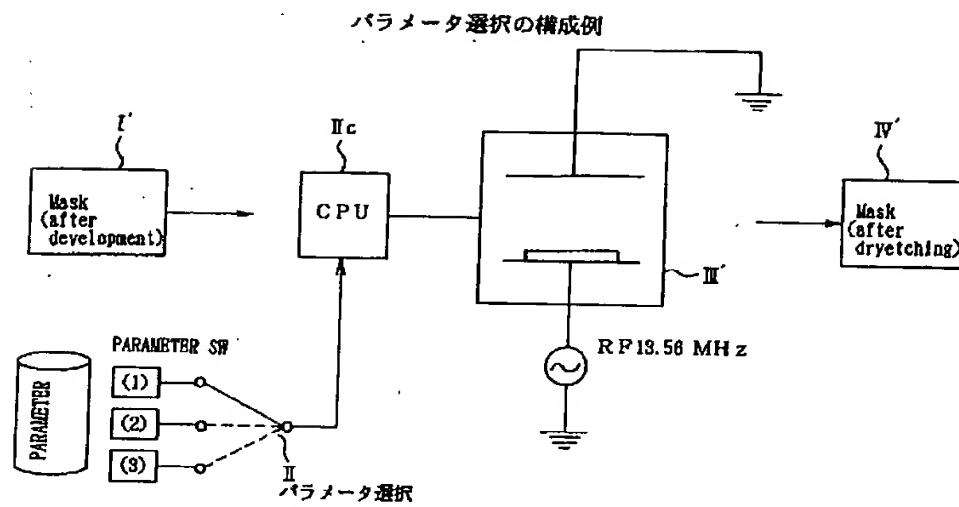 パラメータ選択の構成例
I′
IIc
IV′
Mask
(after
development)
CPU
Mask
(after
dryetching)
III′
RF13.56 MHz
PARAMETER SW
PARAMETER
(1)
(2)
(3)
II
パラメータ選択